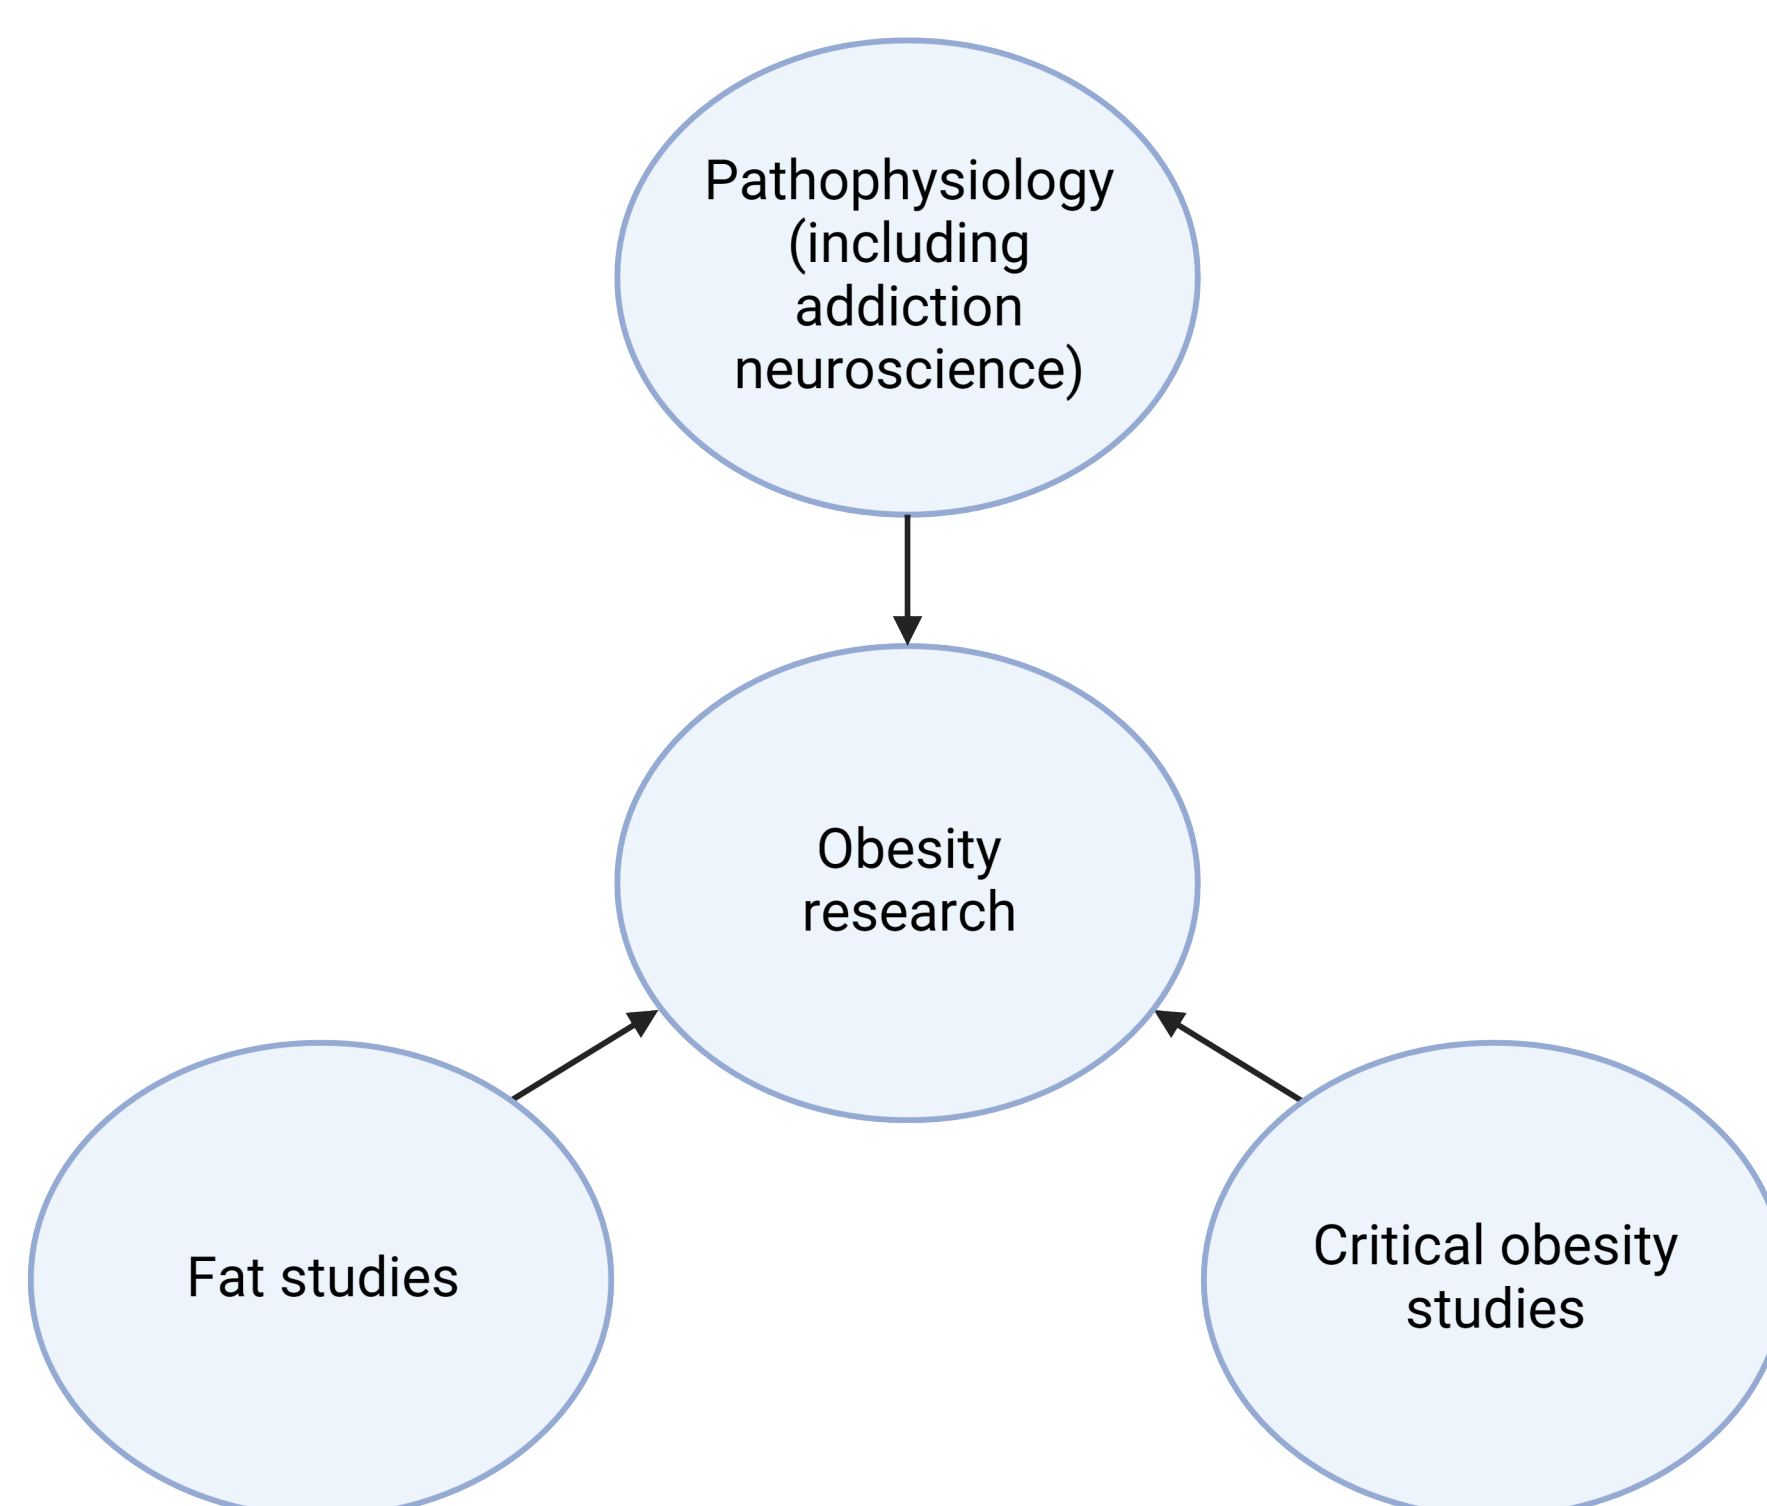 Pathophysiology
(including
addiction
neuroscience)
Obesity
research
Fat studies
Critical obesity
studies